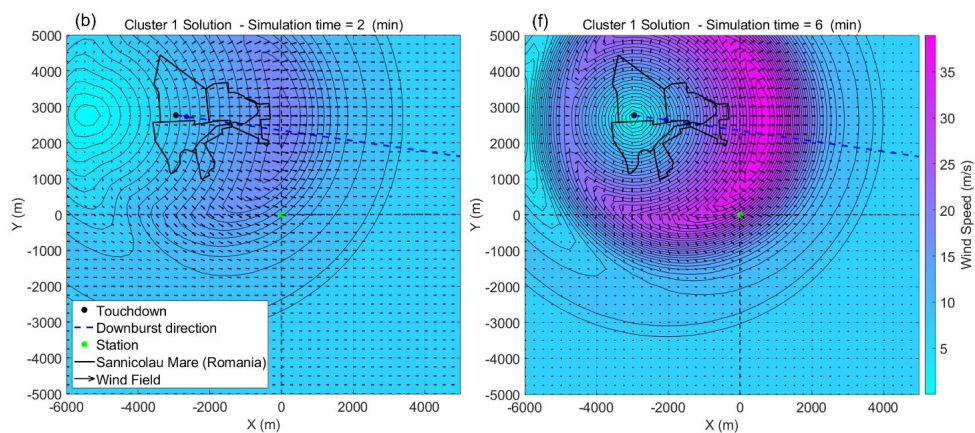 (b) Cluster 1 Solution - Simulation time = 2 (min)
5000
4000
3000
2000
1000
0
-1000
-2000
-3000
-4000
-5000
Y (m)
Touchdown
Downburst direction
Station
Sannicolau Mare (Romania)
Wind Field
-6000 -4000 -2000 0 2000 4000
X (m)
(f) Cluster 1 Solution - Simulation time = 6 (min)
5000
4000
3000
2000
1000
0
-1000
-2000
-3000
-4000
-5000
Y (m)
-6000 -4000 -2000 0 2000 4000
X (m)
35
30
25
20
15
10
5
Wind Speed (m/s)